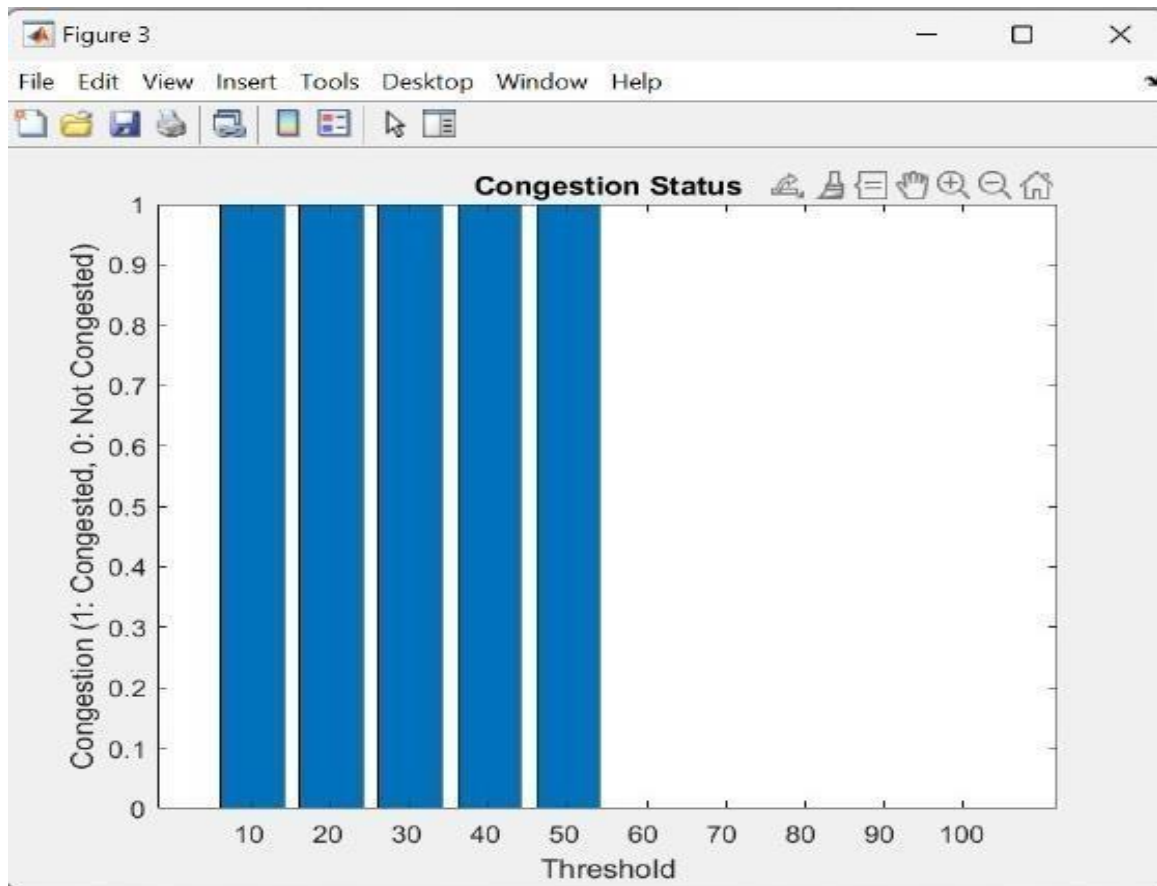 Figure 3
File Edit View Insert Tools Desktop Window Help
Congestion Status
1
0.9
0.8
0.7
0.6
0.5
0.4
0.3
0.2
0.1
0
Congestion (1: Congested, 0: Not Congested)
10 20 30 40 50 60 70 80 90 100
Threshold